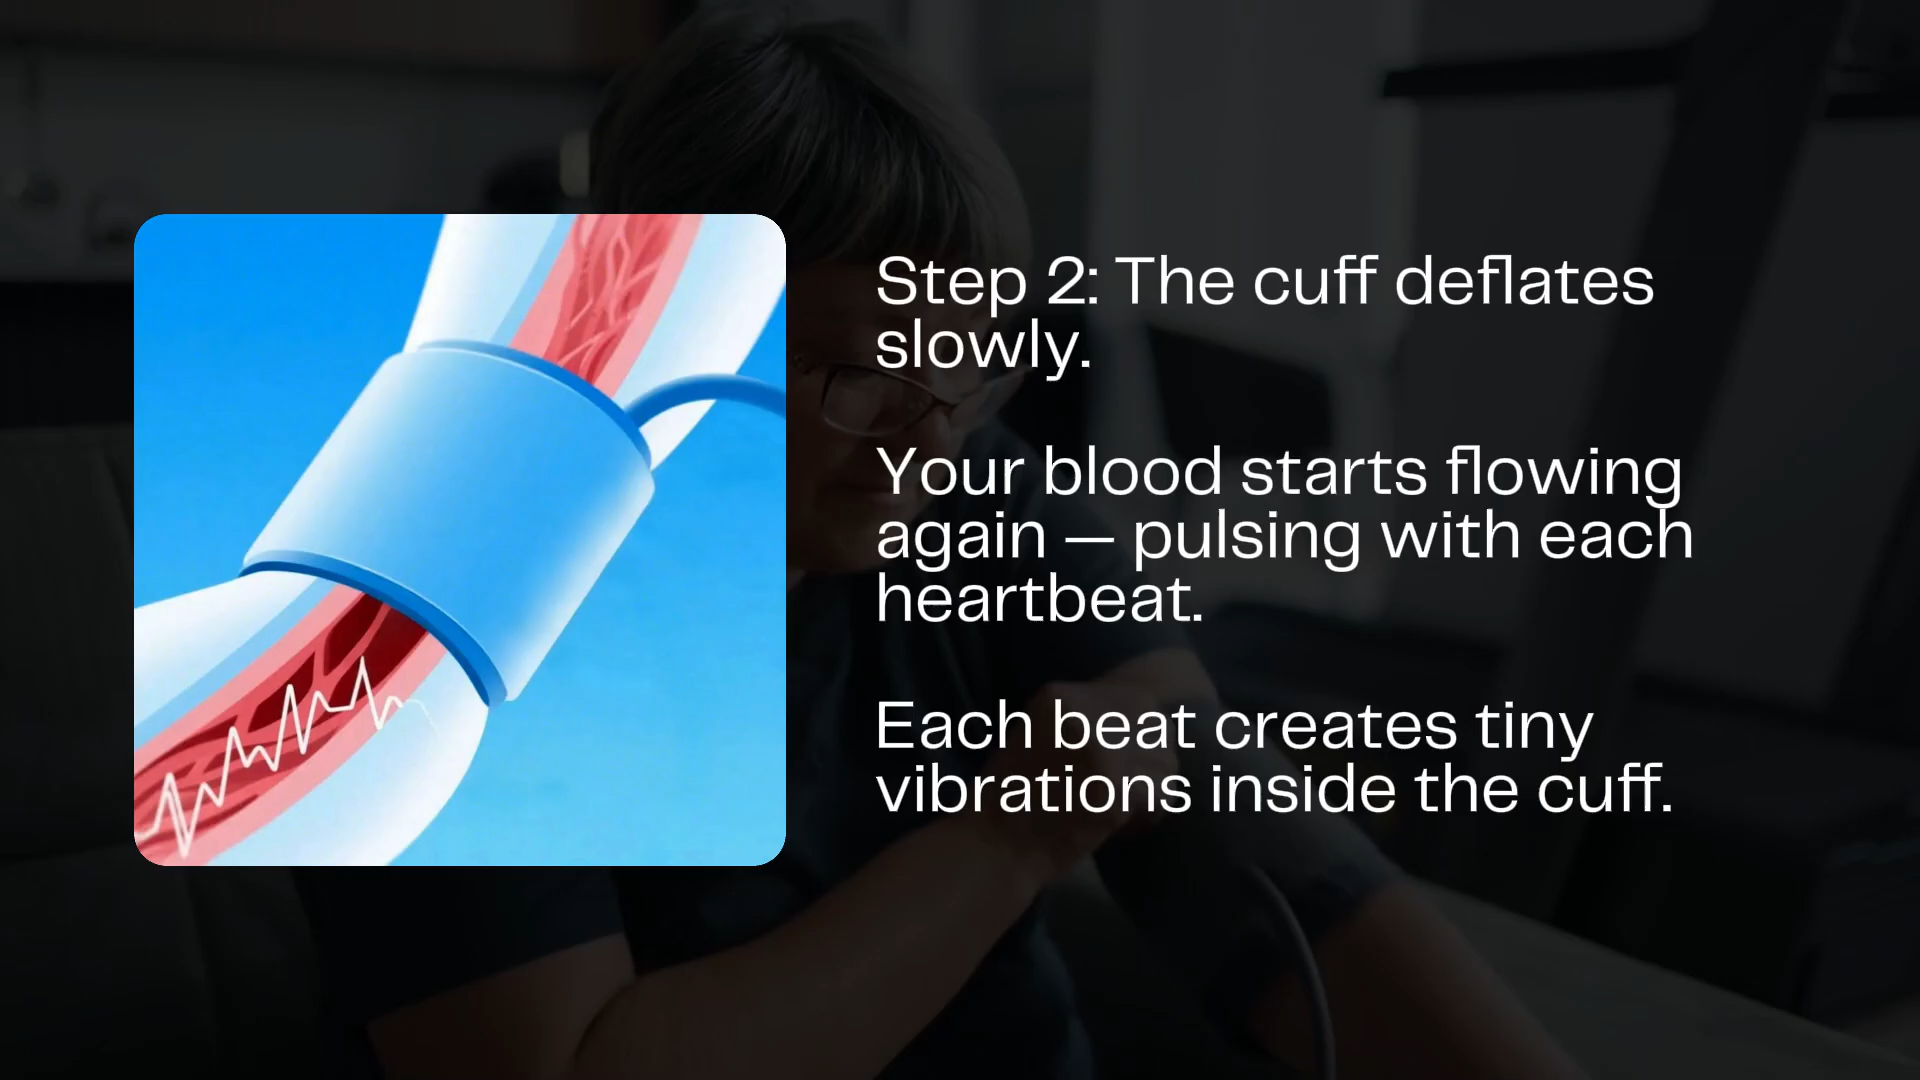 Step 2: The cuff deflates
slowly.
Your blood starts flowing
again — pulsing with each
heartbeat.
Each beat creates tiny
vibrations inside the cuff.